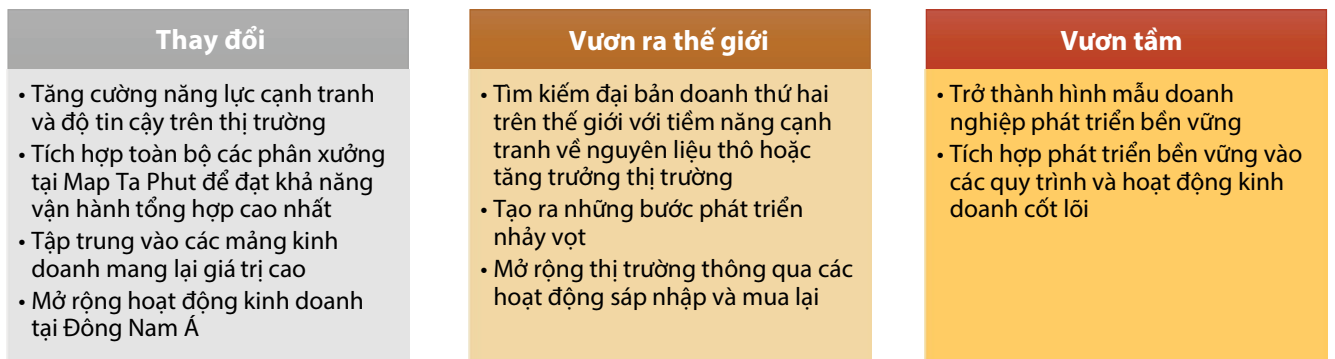 Thay đổi
• Tăng cường năng lực cạnh tranh
và độ tin cậy trên thị trường
• Tích hợp toàn bộ các phân xưởng
tại Map Ta Phut để đạt khả năng
vận hành tổng hợp cao nhất
• Tập trung vào các mảng kinh
doanh mang lại giá trị cao
• Mở rộng hoạt động kinh doanh
tại Đông Nam Á
Vươn ra thế giới
• Tìm kiếm đại bản doanh thứ hai
trên thế giới với tiềm năng cạnh
tranh về nguyên liệu thô hoặc
tăng trưởng thị trường
• Tạo ra những bước phát triển
nhảy vọt
• Mở rộng thị trường thông qua các
hoạt động sáp nhập và mua lại
Vươn tầm
• Trở thành hình mẫu doanh
nghiệp phát triển bền vững
• Tích hợp phát triển bền vững vào
các quy trình và hoạt động kinh
doanh cốt lõi